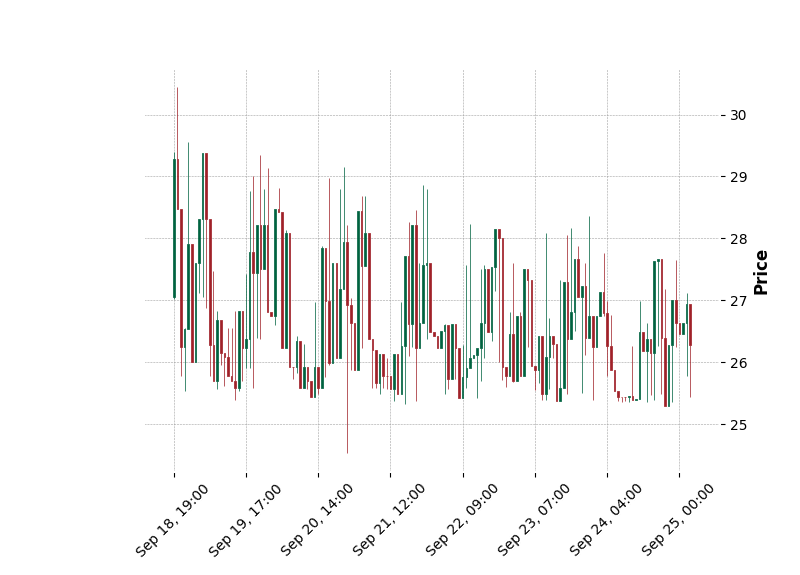 30
29
28
27
26
25
Price
Sep 18, 19:00
Sep 19, 17:00
Sep 20, 14:00
Sep 21, 12:00
Sep 22, 09:00
Sep 23, 07:00
Sep 24, 04:00
Sep 25, 00:00